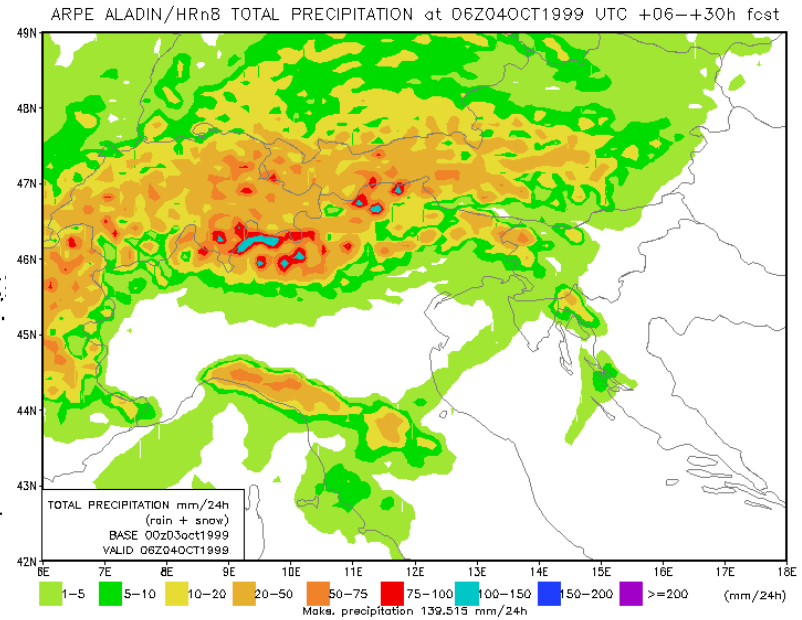 ARPE ALADIN/HRn8 TOTAL PRECIPITATION at 06Z04OCT1999 UTC +06-+30h fcst
49N
48N
47N
46N
45N
44N
43N
42N
TOTAL PRECIPITATION mm/24h
(rain + snow)
BASE 00z03oct1999
VALID 06Z04OCT1999
6E 7E 8E 9E 10E 11E 12E 13E 14E 15E 16E 17E 18E
1-5 5-10 10-20 20-50 50-75 75-100 100-150 150-200 >=200 (mm/24h)
Maks. precipitation 139.515 mm/24h